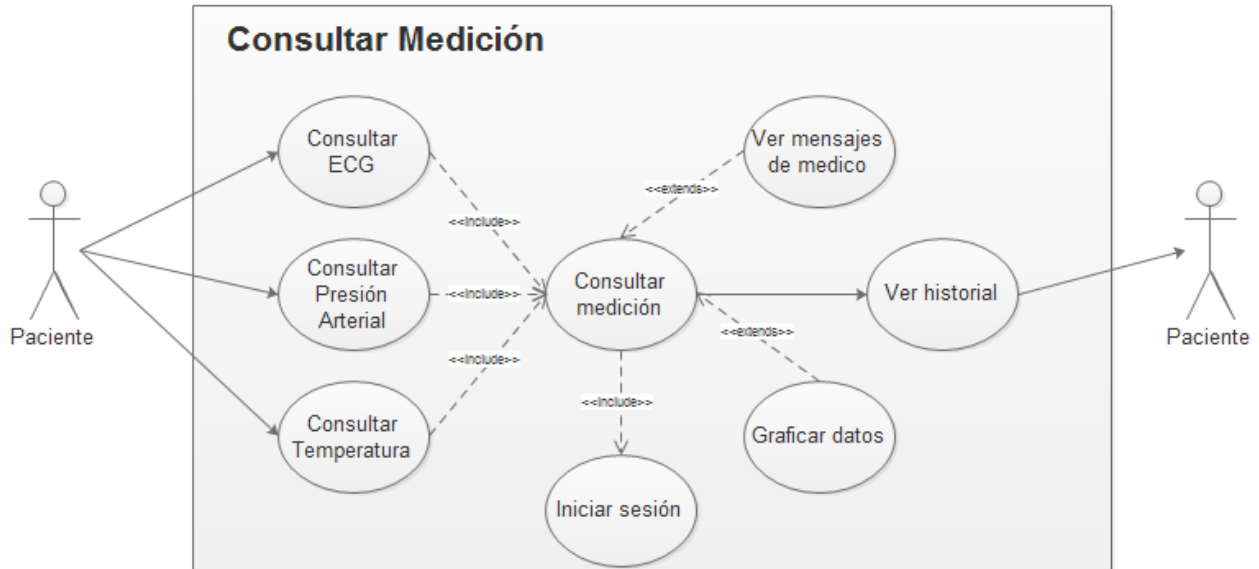 Consultar Medición
Consultar
ECG
Ver mensajes
de medico
<<extends>>
<<include>>
Consultar
Presión
Arterial
<<include>>
Consultar
medición
Ver historial
Paciente
Paciente
<<extends>>
<<include>>
<<include>>
Consultar
Temperatura
Graficar datos
Iniciar sesión